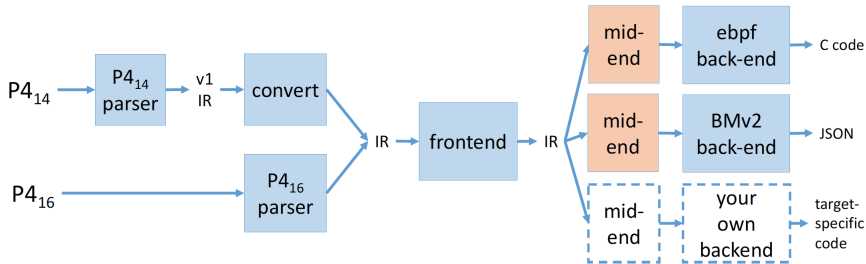 P4₁₄
P4₁₄
parser
v1
IR
convert
P4₁₆
P4₁₆
parser
IR
frontend
IR
mid-
end
ebpf
back-end
C code
mid-
end
BMv2
back-end
JSON
mid-
end
your
own
backend
target-
specific
code